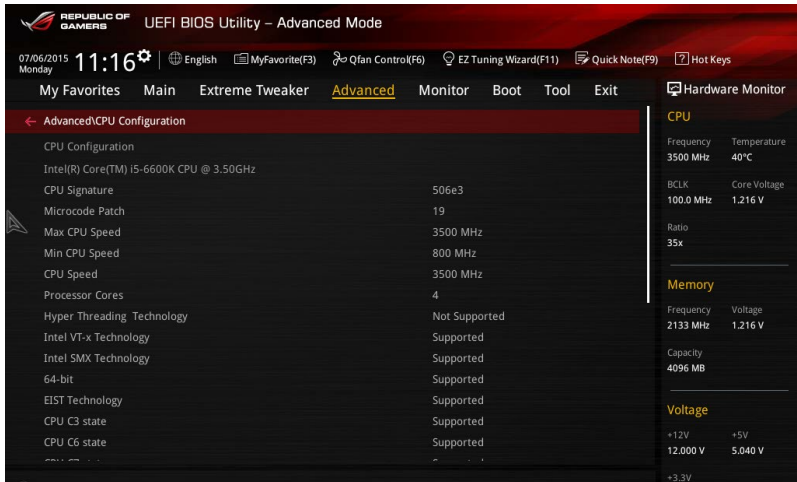 REPUBLIC OF
GAMERS
UEFI BIOS Utility – Advanced Mode
07/06/2015
Monday
11:16
English
MyFavorite(F3)
Qfan Control(F6)
EZ Tuning Wizard(F11)
Quick Note(F9)
? Hot Keys
My Favorites Main Extreme Tweaker Advanced Monitor Boot Tool Exit
Advanced\CPU Configuration
CPU Configuration
Intel(R) Core(TM) i5-6600K CPU @ 3.50GHz
CPU Signature 506e3
Microcode Patch 19
Max CPU Speed 3500 MHz
Min CPU Speed 800 MHz
CPU Speed 3500 MHz
Processor Cores 4
Hyper Threading Technology Not Supported
Intel VT-x Technology Supported
Intel SMX Technology Supported
64-bit Supported
EIST Technology Supported
CPU C3 state Supported
CPU C6 state Supported
Hardware Monitor
CPU
Frequency Temperature
3500 MHz 40°C
BCLK Core Voltage
100.0 MHz 1.216 V
Ratio
35x
Memory
Frequency Voltage
2133 MHz 1.216 V
Capacity
4096 MB
Voltage
+12V +5V
12.000 V 5.040 V
+3.3V